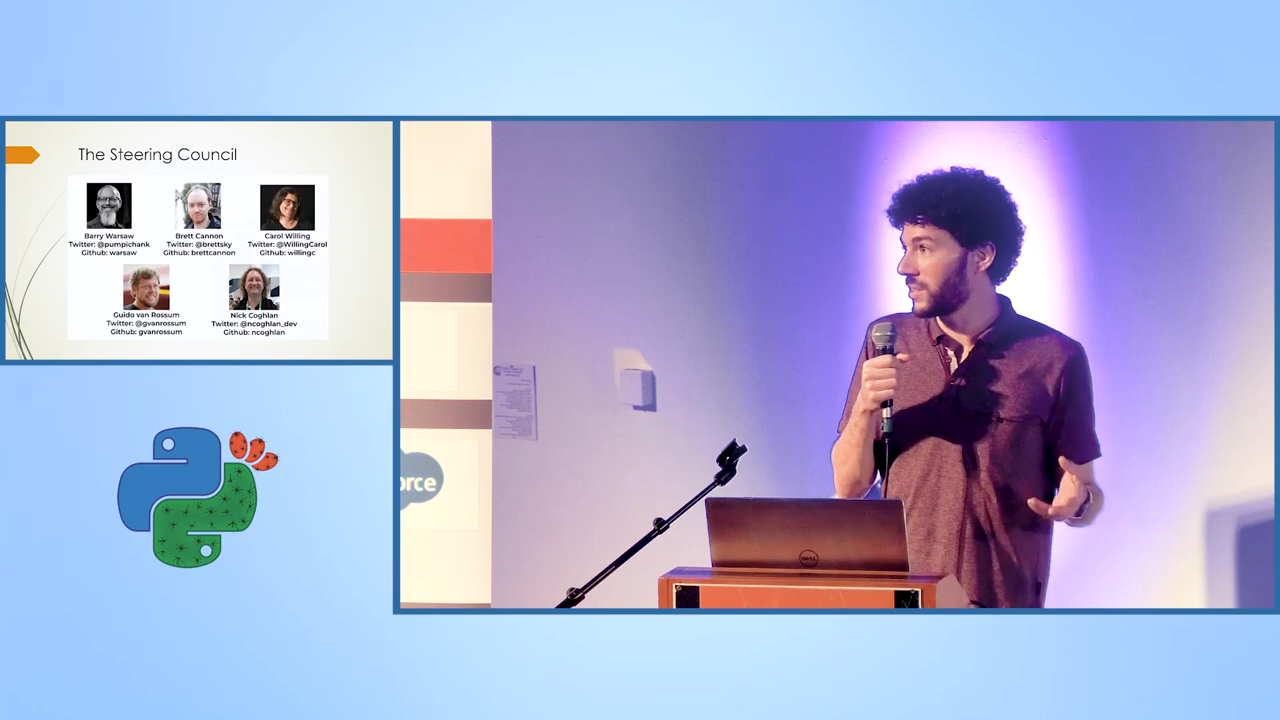 The Steering Council
Barry Warsaw
Twitter: @pumpichank
Github: warsaw
Brett Cannon
Twitter: @brettsky
Github: brettcannon
Carol Willing
Twitter: @WillingCarol
Github: willingc
Guido van Rossum
Twitter: @gvanrossum
Github: gvanrossum
Nick Coghlan
Twitter: @ncoghlan_dev
Github: ncoghlan
orce
DELL